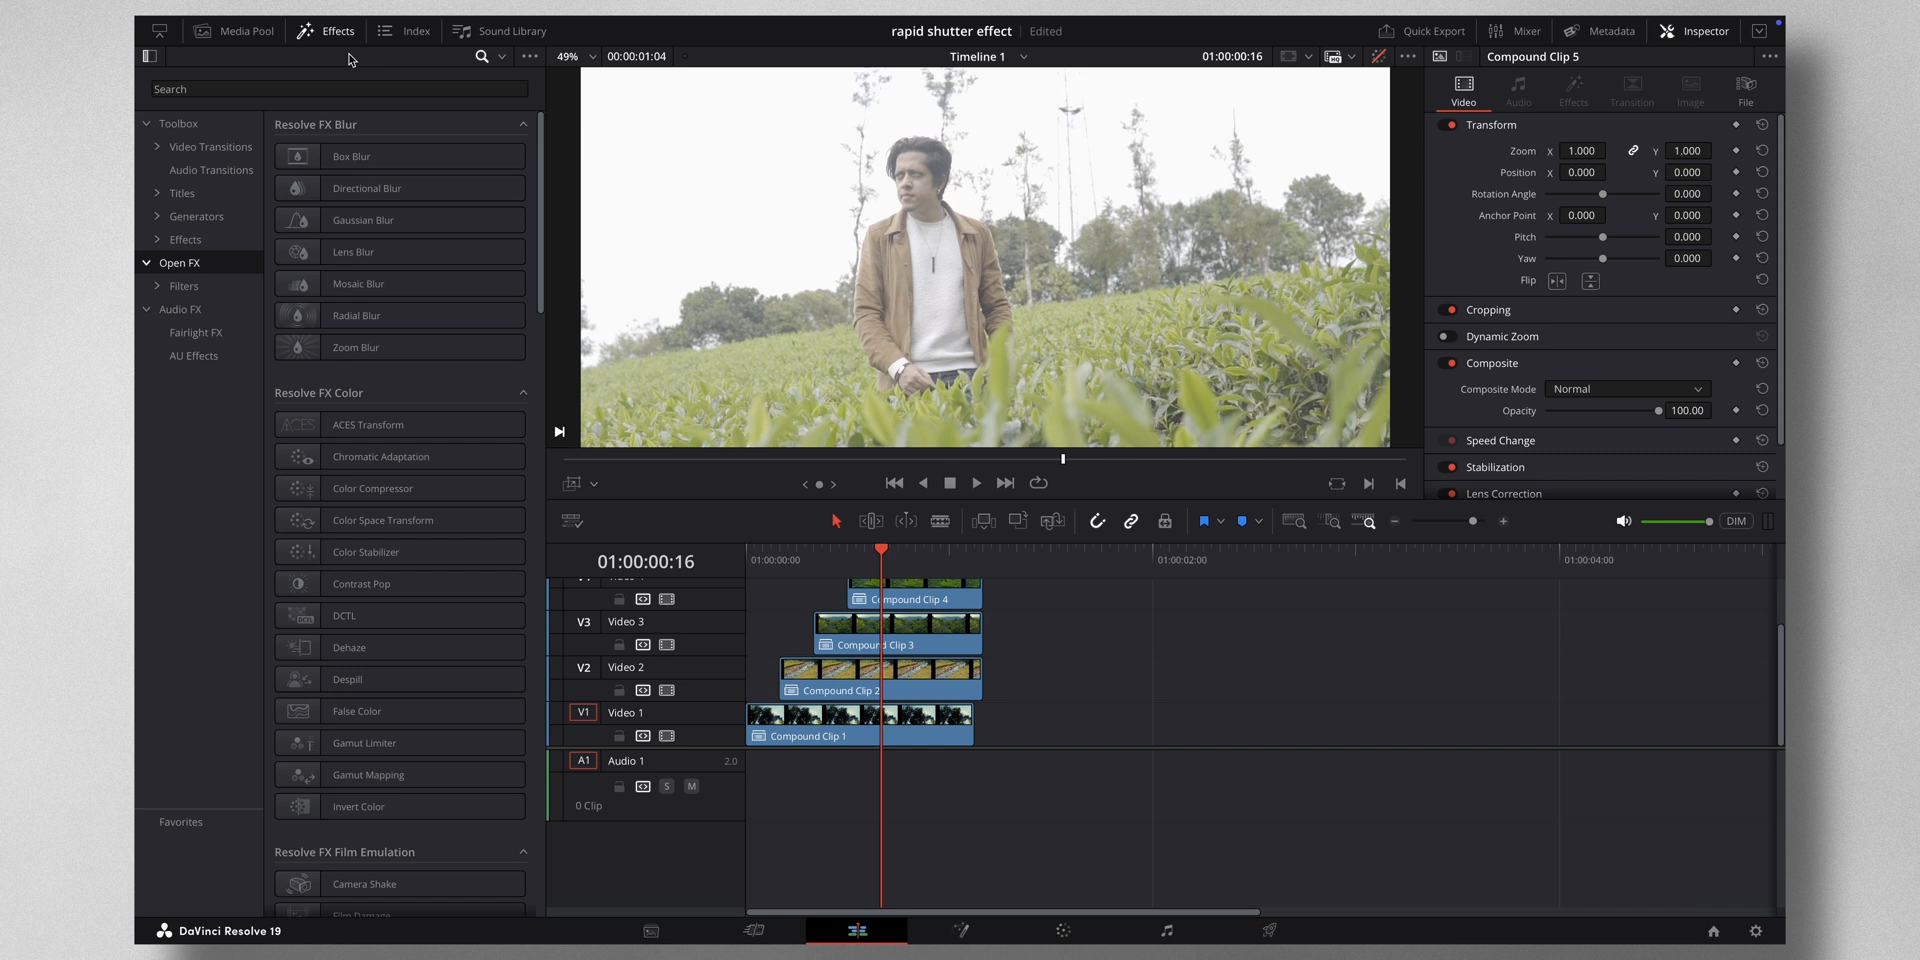 Media Pool
Effects
Index
Sound Library
rapid shutter effect
Edited
Quick Export
Mixer
Metadata
Inspector
49%
00:00:01:04
Timeline 1
01:00:00:16
Compound Clip 5
Search
Toolbox
Video Transitions
Audio Transitions
Titles
Generators
Effects
Open FX
Filters
Audio FX
Fairlight FX
AU Effects
Favorites
Resolve FX Blur
Box Blur
Directional Blur
Gaussian Blur
Lens Blur
Mosaic Blur
Radial Blur
Zoom Blur
Resolve FX Color
ACES Transform
Chromatic Adaptation
Color Compressor
Color Space Transform
Color Stabilizer
Contrast Pop
DCTL
Dehaze
Despill
False Color
Gamut Limiter
Gamut Mapping
Invert Color
Resolve FX Film Emulation
Camera Shake
Film Damage
Video
Audio
Effects
Transition
Image
File
Transform
Zoom X 1.000 Y 1.000
Position X 0.000 Y 0.000
Rotation Angle 0.000
Anchor Point X 0.000 Y 0.000
Pitch 0.000
Yaw 0.000
Flip
Cropping
Dynamic Zoom
Composite
Composite Mode Normal
Opacity 100.00
Speed Change
Stabilization
Lens Correction
DIM
01:00:00:16
01:00:00:00
01:00:02:00
01:00:04:00
Compound Clip 4
V3 Video 3
Compound Clip 3
V2 Video 2
Compound Clip 2
V1 Video 1
Compound Clip 1
A1 Audio 1 2.0
S M
0 Clip
DaVinci Resolve 19